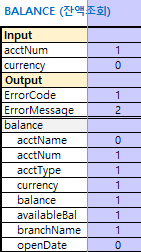 BALANCE (잔액조회)
Input
acctNum 1
currency 0
Output
ErrorCode 1
ErrorMessage 2
balance
acctName 0
acctNum 1
acctType 1
currency 1
balance 1
availableBal 1
branchName 1
openDate 0